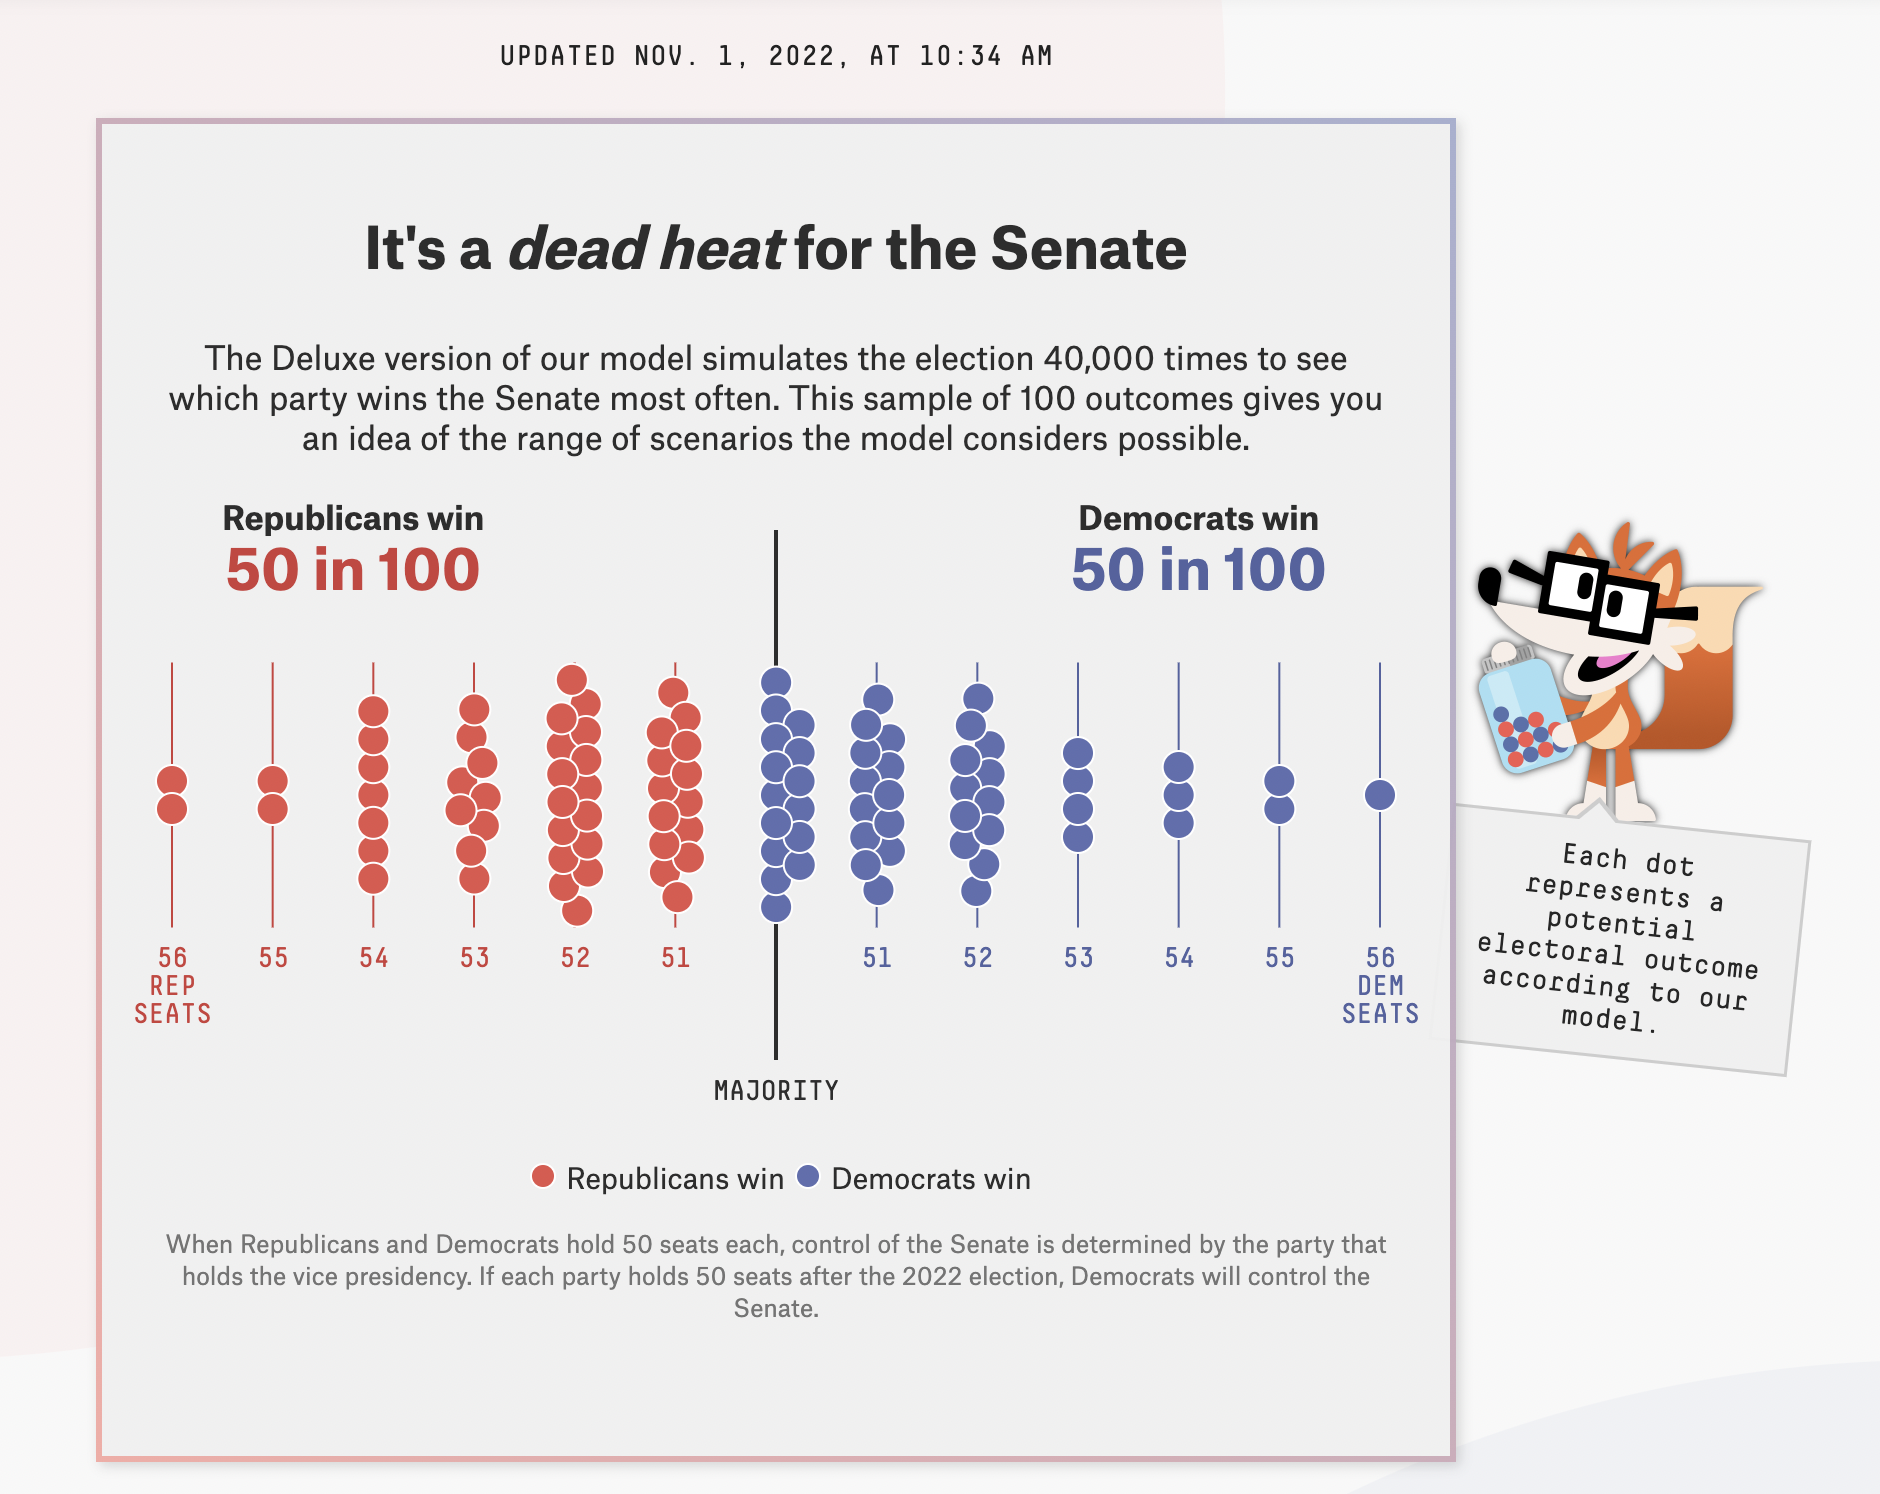 UPDATED NOV. 1, 2022, AT 10:34 AM
It's a dead heat for the Senate
The Deluxe version of our model simulates the election 40,000 times to see
which party wins the Senate most often. This sample of 100 outcomes gives you
an idea of the range of scenarios the model considers possible.
Republicans win
50 in 100
Democrats win
50 in 100
56 55 54 53 52 51 51 52 53 54 55 56
REP DEM
SEATS SEATS
MAJORITY
Republicans win Democrats win
When Republicans and Democrats hold 50 seats each, control of the Senate is determined by the party that
holds the vice presidency. If each party holds 50 seats after the 2022 election, Democrats will control the
Senate.
Each dot
represents a
potential
electoral outcome
according to our
model.